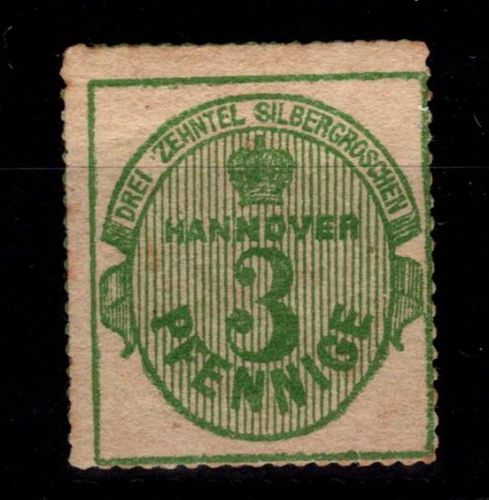 DREI ZEHNTEL SILBERGROSCHEN
HANNOVER
3
PFENNIGE